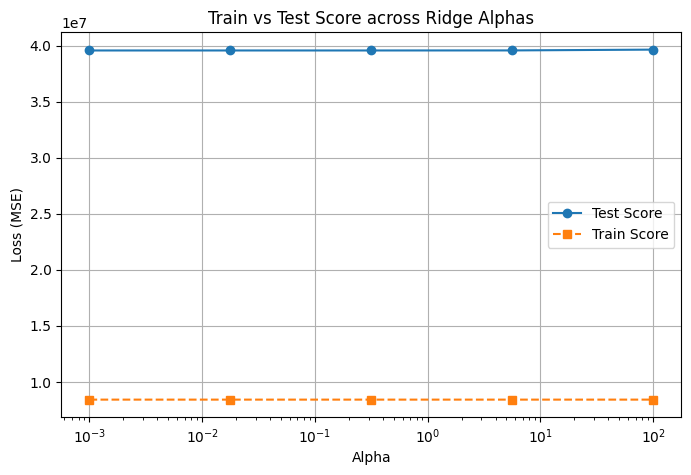 Train vs Test Score across Ridge Alphas
1e7
4.0
3.5
3.0
2.5
2.0
1.5
1.0
Loss (MSE)
Test Score
Train Score
10⁻³ 10⁻² 10⁻¹ 10⁰ 10¹ 10²
Alpha